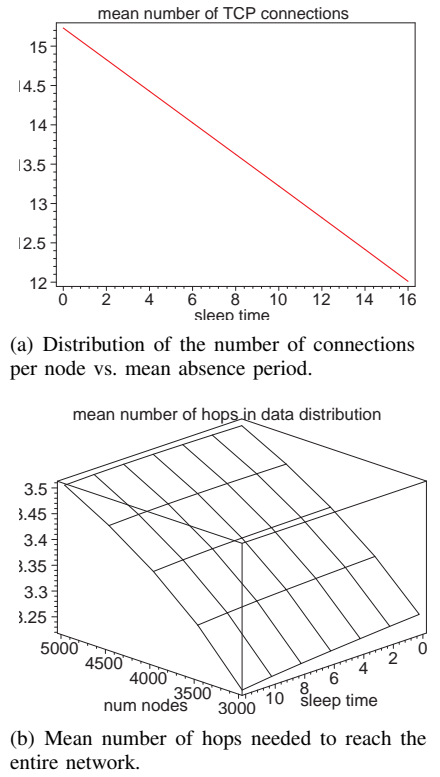 mean number of TCP connections
15
4.5
14
3.5
13
2.5
12
0 2 4 6 8 10 12 14 16
sleep time
(a) Distribution of the number of connections
per node vs. mean absence period.
mean number of hops in data distribution
3.5
3.45
3.4
3.35
3.3
3.25
5000 4500 4000 3500 3000
num nodes
10 8 6 4 2 0
sleep time
(b) Mean number of hops needed to reach the
entire network.